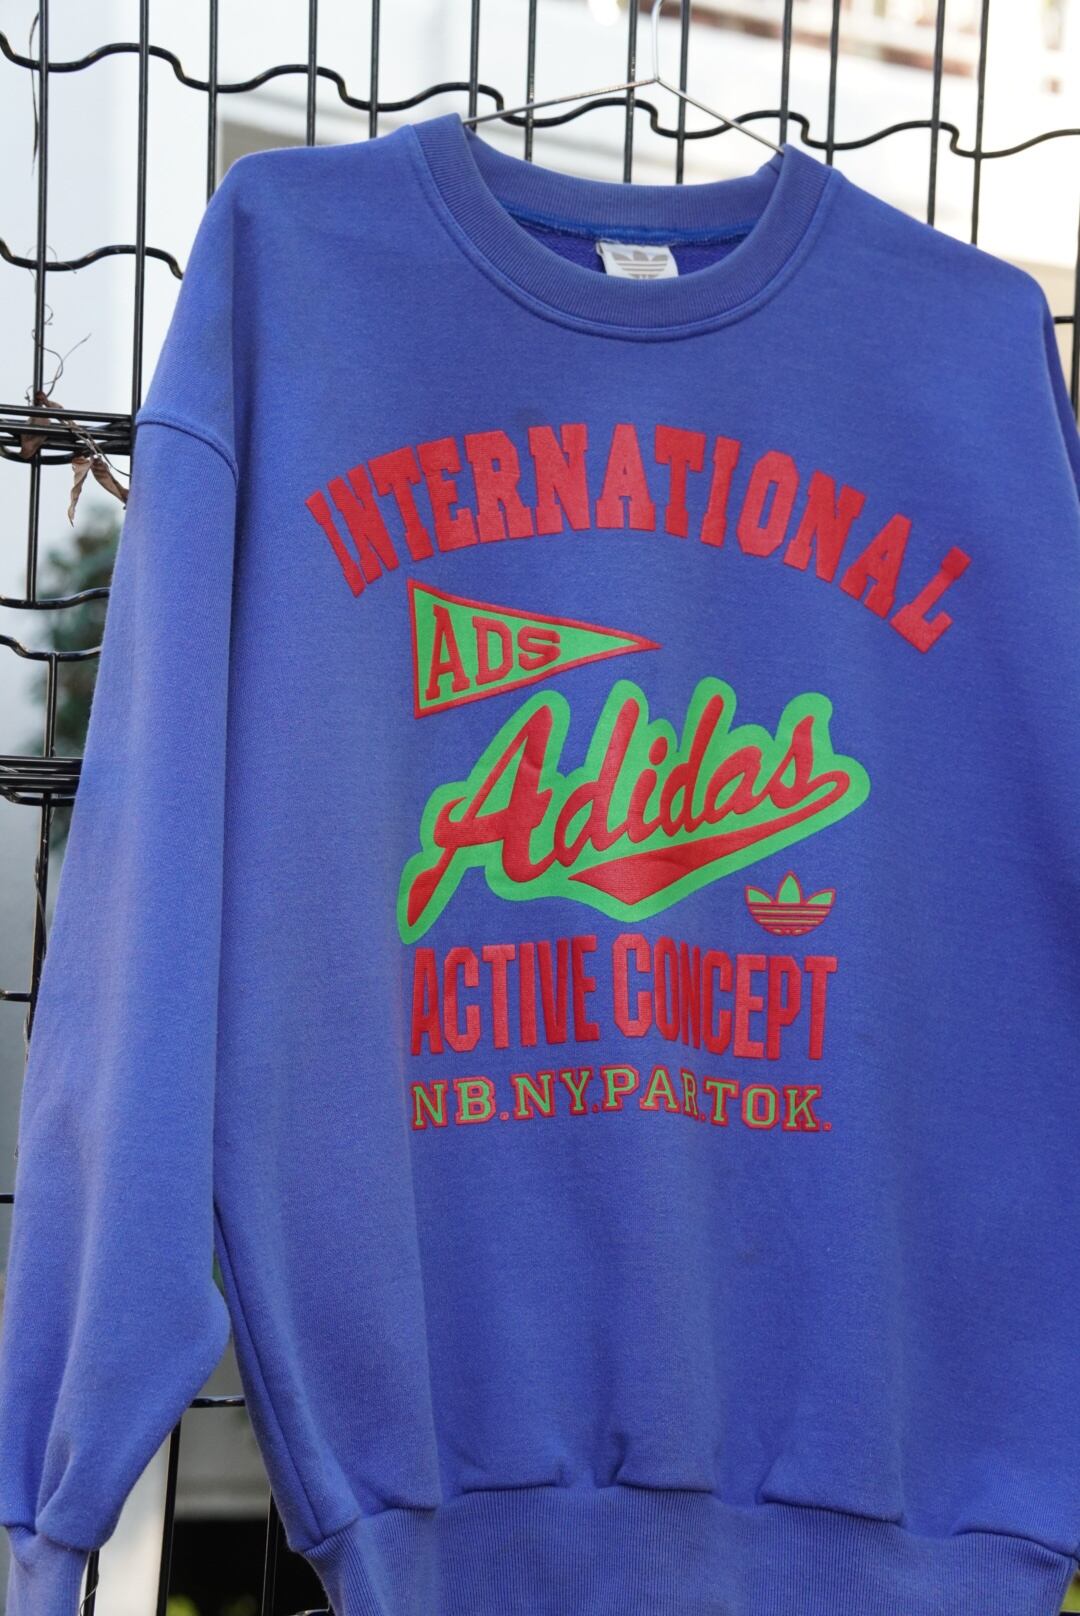 INTERNATIONAL
ADS
Adidas
ACTIVE CONCEPT
NB.NY.PAR.TOK.